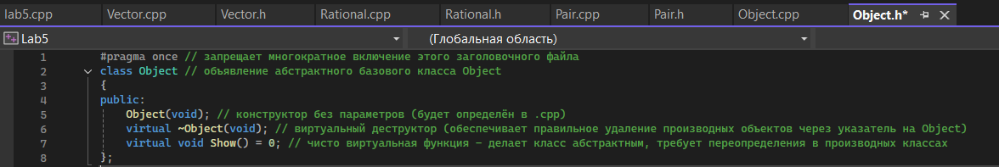 lab5.cpp Vector.cpp Vector.h Rational.cpp Rational.h Pair.cpp Pair.h Object.cpp Object.h*
Lab5 (Глобальная область)
1 #pragma once // запрещает многократное включение этого заголовочного файла
2 class Object // объявление абстрактного базового класса Object
3 {
4 public:
5 Object(void); // конструктор без параметров (будет определён в .cpp)
6 virtual ~Object(void); // виртуальный деструктор (обеспечивает правильное удаление производных объектов через указатель на Object)
7 virtual void Show() = 0; // чисто виртуальная функция – делает класс абстрактным, требует переопределения в производных классах
8 };